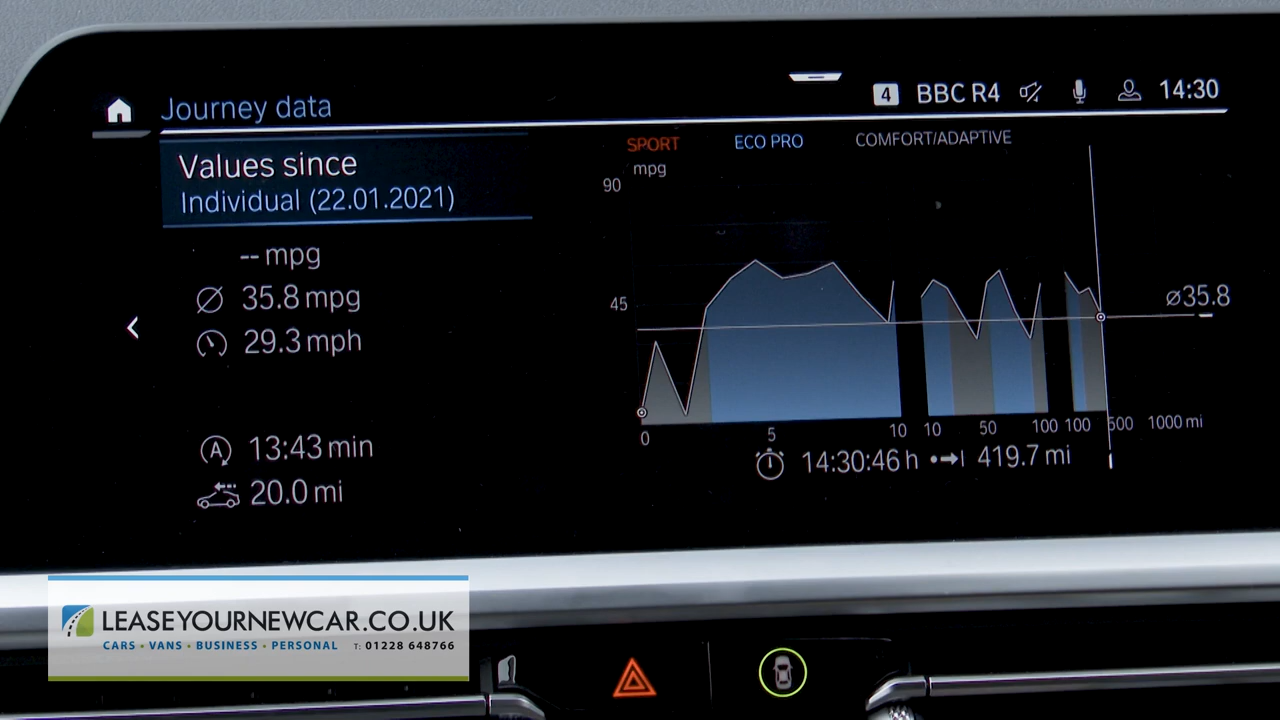 Journey data
4 BBC R4 14:30
Values since
Individual (22.01.2021)
-- mpg
35.8 mpg
29.3 mph
A 13:43 min
20.0 mi
SPORT ECO PRO COMFORT/ADAPTIVE
mpg
90
45
ø35.8
0 5 10 10 50 100 100 500 1000 mi
14:30:46 h 419.7 mi
LEASEYOURNEWCAR.CO.UK
CARS • VANS • BUSINESS • PERSONAL T: 01228 648766